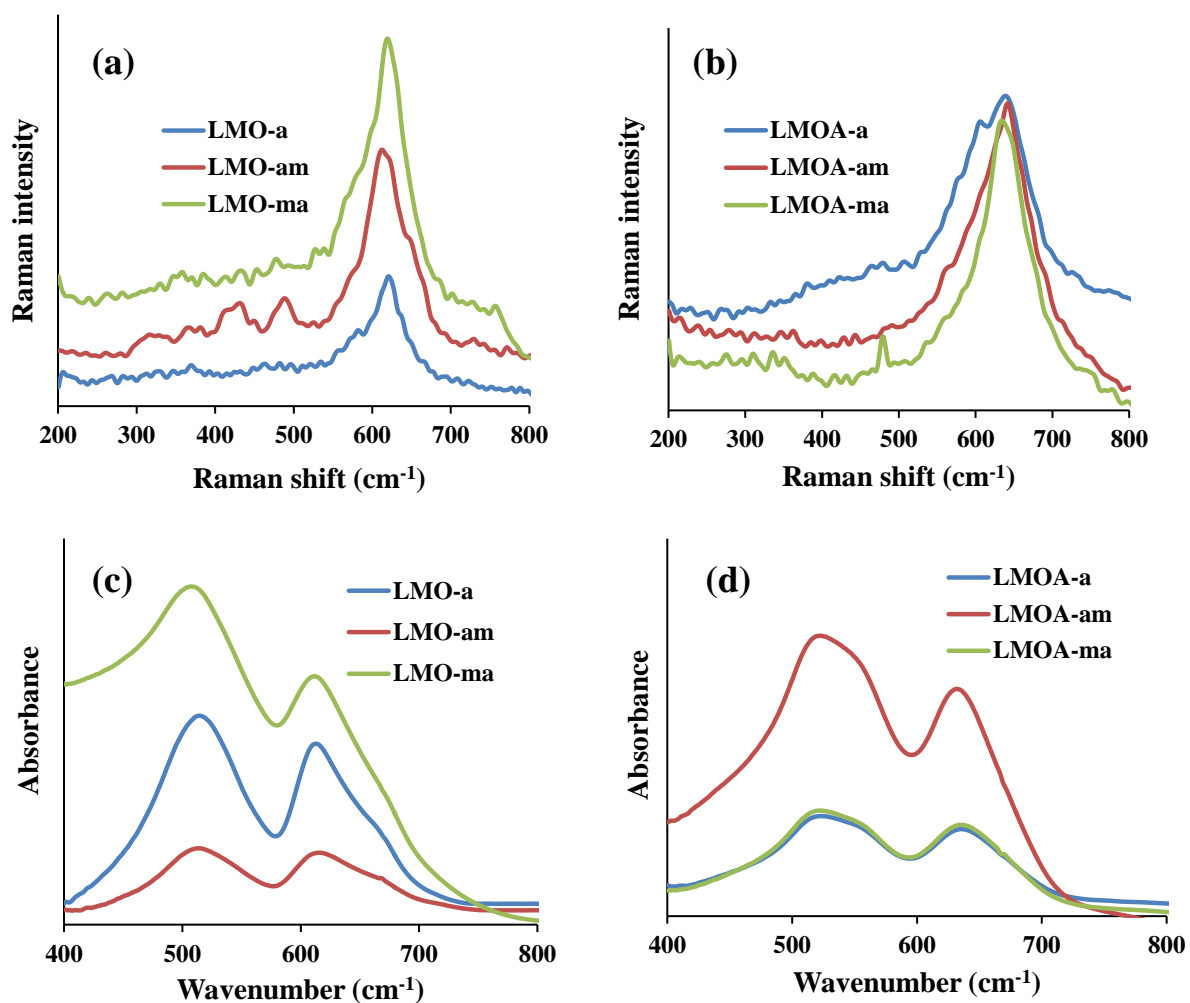 (a)
LMO-a
LMO-am
LMO-ma
Raman intensity
200 300 400 500 600 700 800
Raman shift (cm-1)
(b)
LMOA-a
LMOA-am
LMOA-ma
Raman intensity
200 300 400 500 600 700 800
Raman shift (cm-1)
(c)
LMO-a
LMO-am
LMO-ma
Absorbance
400 500 600 700 800
Wavenumber (cm-1)
(d)
LMOA-a
LMOA-am
LMOA-ma
Absorbance
400 500 600 700 800
Wavenumber (cm-1)